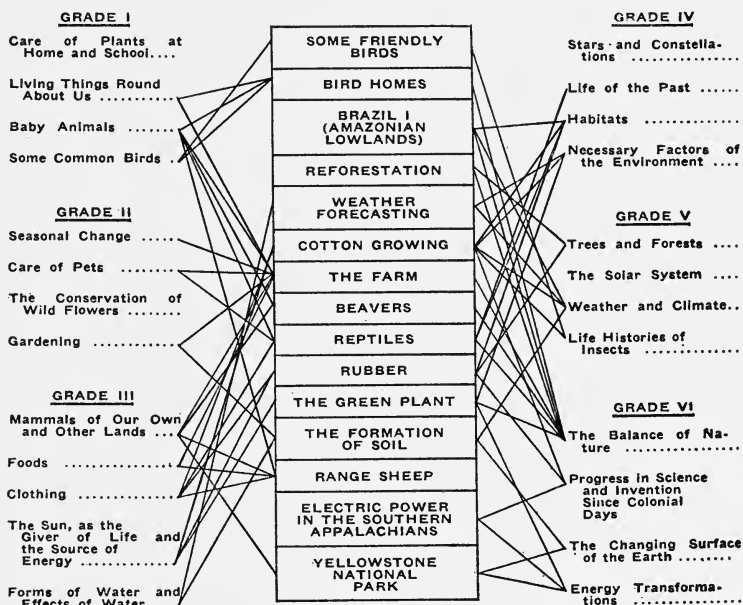 GRADE I
Care of Plants at
Home and School....
Living Things Round
About Us .........
Baby Animals ......
Some Common Birds ..
GRADE II
Seasonal Change .....
Care of Pets ......
The Conservation of
Wild Flowers.......
Gardening .........
GRADE III
Mammals of Our Own
and Other Lands ....
Foods .............
Clothing ...........
The Sun, as the
Giver of Life and
the Source of
Energy ............
Forms of Water and
Effects of Water
SOME FRIENDLY
BIRDS
BIRD HOMES
BRAZIL I
(AMAZONIAN
LOWLANDS)
REFORESTATION
WEATHER
FORECASTING
COTTON GROWING
THE FARM
BEAVERS
REPTILES
RUBBER
THE GREEN PLANT
THE FORMATION
OF SOIL
RANGE SHEEP
ELECTRIC POWER
IN THE SOUTHERN
APPALACHIANS
YELLOWSTONE
NATIONAL
PARK
GRADE IV
Stars and Constella-
tions ..............
Life of the Past .....
Habitats ...........
Necessary Factors of
the Environment ....
GRADE V
Trees and Forests ....
The Solar System ....
Weather and Climate..
Life Histories of
Insects ............
GRADE VI
The Balance of Na-
ture ...............
Progress in Science
and Invention
Since Colonial
Days
The Changing Surface
of the Earth .......
Energy Transforma-
tions ..............